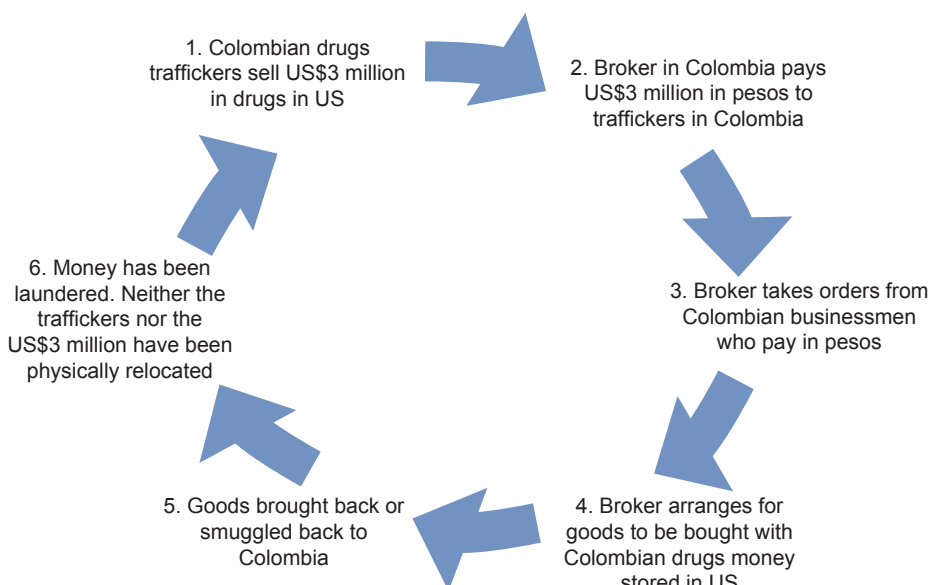 1. Colombian drugs
traffickers sell US$3 million
in drugs in US
2. Broker in Colombia pays
US$3 million in pesos to
traffickers in Colombia
3. Broker takes orders from
Colombian businessmen
who pay in pesos
4. Broker arranges for
goods to be bought with
Colombian drugs money
stored in US
5. Goods brought back or
smuggled back to
Colombia
6. Money has been
laundered. Neither the
traffickers nor the
US$3 million have been
physically relocated